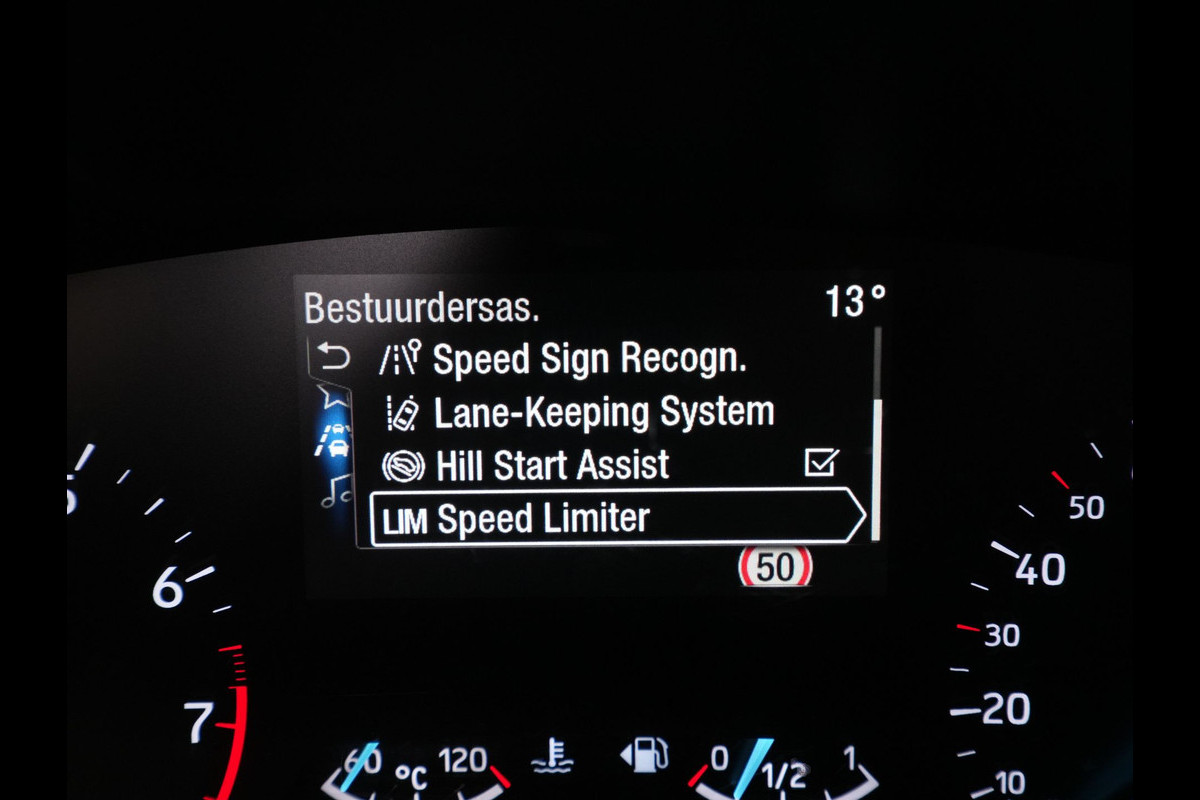 Bestuurdersas. 13°
Speed Sign Recogn.
Lane-Keeping System
Hill Start Assist
LIM Speed Limiter
50
6
7
50
40
30
20
10
60 °C 120
0 1/2 1